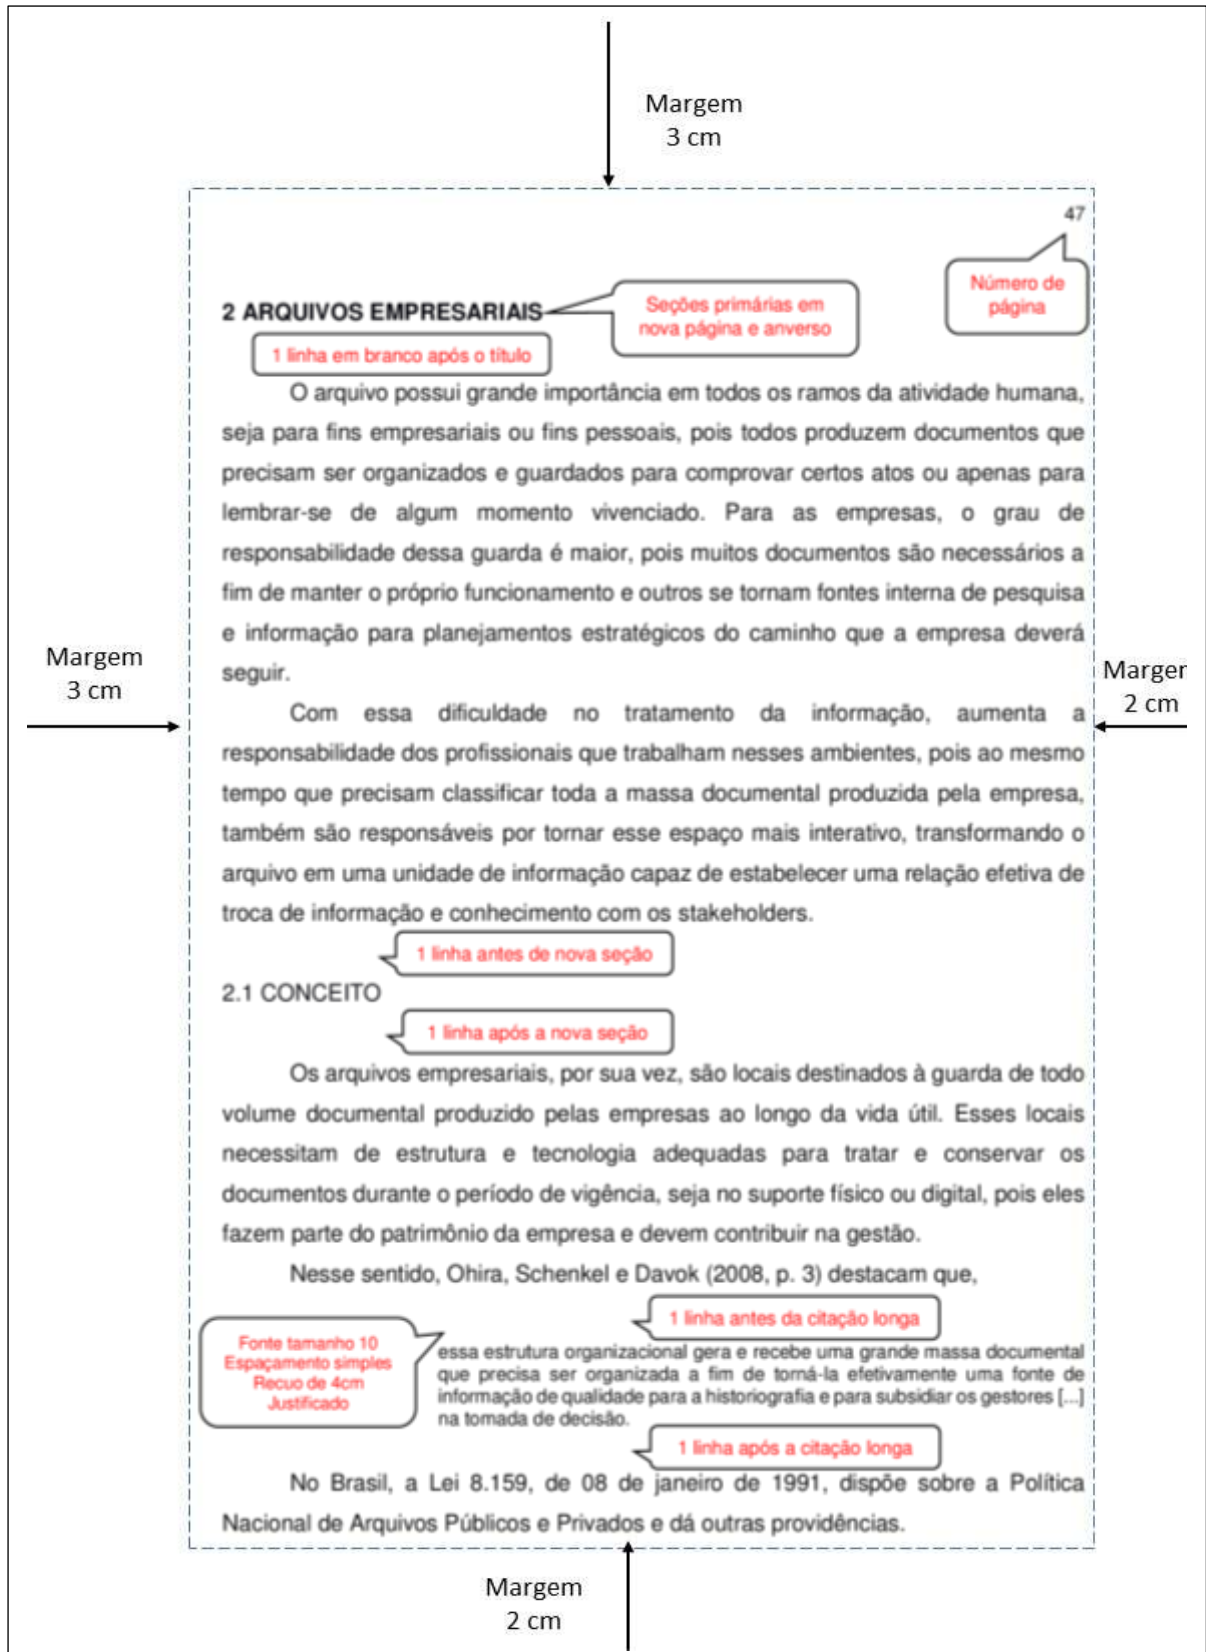 Margem
3 cm
47
Número de
página
2 ARQUIVOS EMPRESARIAIS
Seções primárias em
nova página e anverso
1 linha em branco após o título
O arquivo possui grande importância em todos os ramos da atividade humana,
seja para fins empresariais ou fins pessoais, pois todos produzem documentos que
precisam ser organizados e guardados para comprovar certos atos ou apenas para
lembrar-se de algum momento vivenciado. Para as empresas, o grau de
responsabilidade dessa guarda é maior, pois muitos documentos são necessários a
fim de manter o próprio funcionamento e outros se tornam fontes interna de pesquisa
e informação para planejamentos estratégicos do caminho que a empresa deverá
seguir.
Margem
3 cm
Margem
2 cm
Com essa dificuldade no tratamento da informação, aumenta a
responsabilidade dos profissionais que trabalham nesses ambientes, pois ao mesmo
tempo que precisam classificar toda a massa documental produzida pela empresa,
também são responsáveis por tornar esse espaço mais interativo, transformando o
arquivo em uma unidade de informação capaz de estabelecer uma relação efetiva de
troca de informação e conhecimento com os stakeholders.
1 linha antes de nova seção
2.1 CONCEITO
1 linha após a nova seção
Os arquivos empresariais, por sua vez, são locais destinados à guarda de todo
volume documental produzido pelas empresas ao longo da vida útil. Esses locais
necessitam de estrutura e tecnologia adequadas para tratar e conservar os
documentos durante o período de vigência, seja no suporte físico ou digital, pois eles
fazem parte do patrimônio da empresa e devem contribuir na gestão.
Nesse sentido, Ohira, Schenkel e Davok (2008, p. 3) destacam que,
1 linha antes da citação longa
Fonte tamanho 10
Espaçamento simples
Recuo de 4cm
Justificado
essa estrutura organizacional gera e recebe uma grande massa documental
que precisa ser organizada a fim de torná-la efetivamente uma fonte de
informação de qualidade para a historiografia e para subsidiar os gestores [...]
na tomada de decisão.
1 linha após a citação longa
No Brasil, a Lei 8.159, de 08 de janeiro de 1991, dispõe sobre a Política
Nacional de Arquivos Públicos e Privados e dá outras providências.
Margem
2 cm